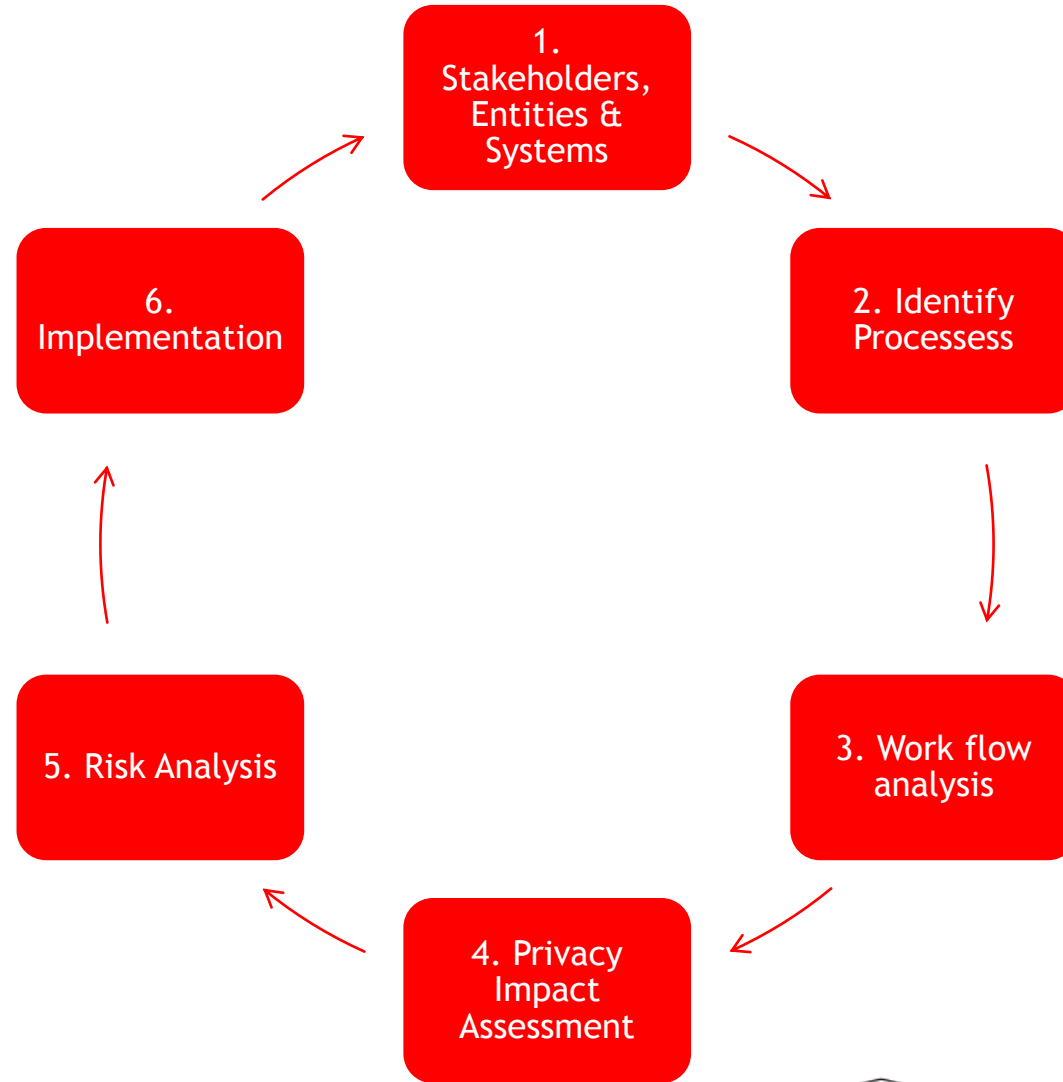 1.
Stakeholders,
Entities &
Systems
2. Identify
Processess
3. Work flow
analysis
4. Privacy
Impact
Assessment
5. Risk Analysis
6.
Implementation